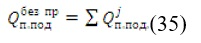 Q_{п.под}^{без пр} = ∑ Q_{п.под.}^{j} (35)